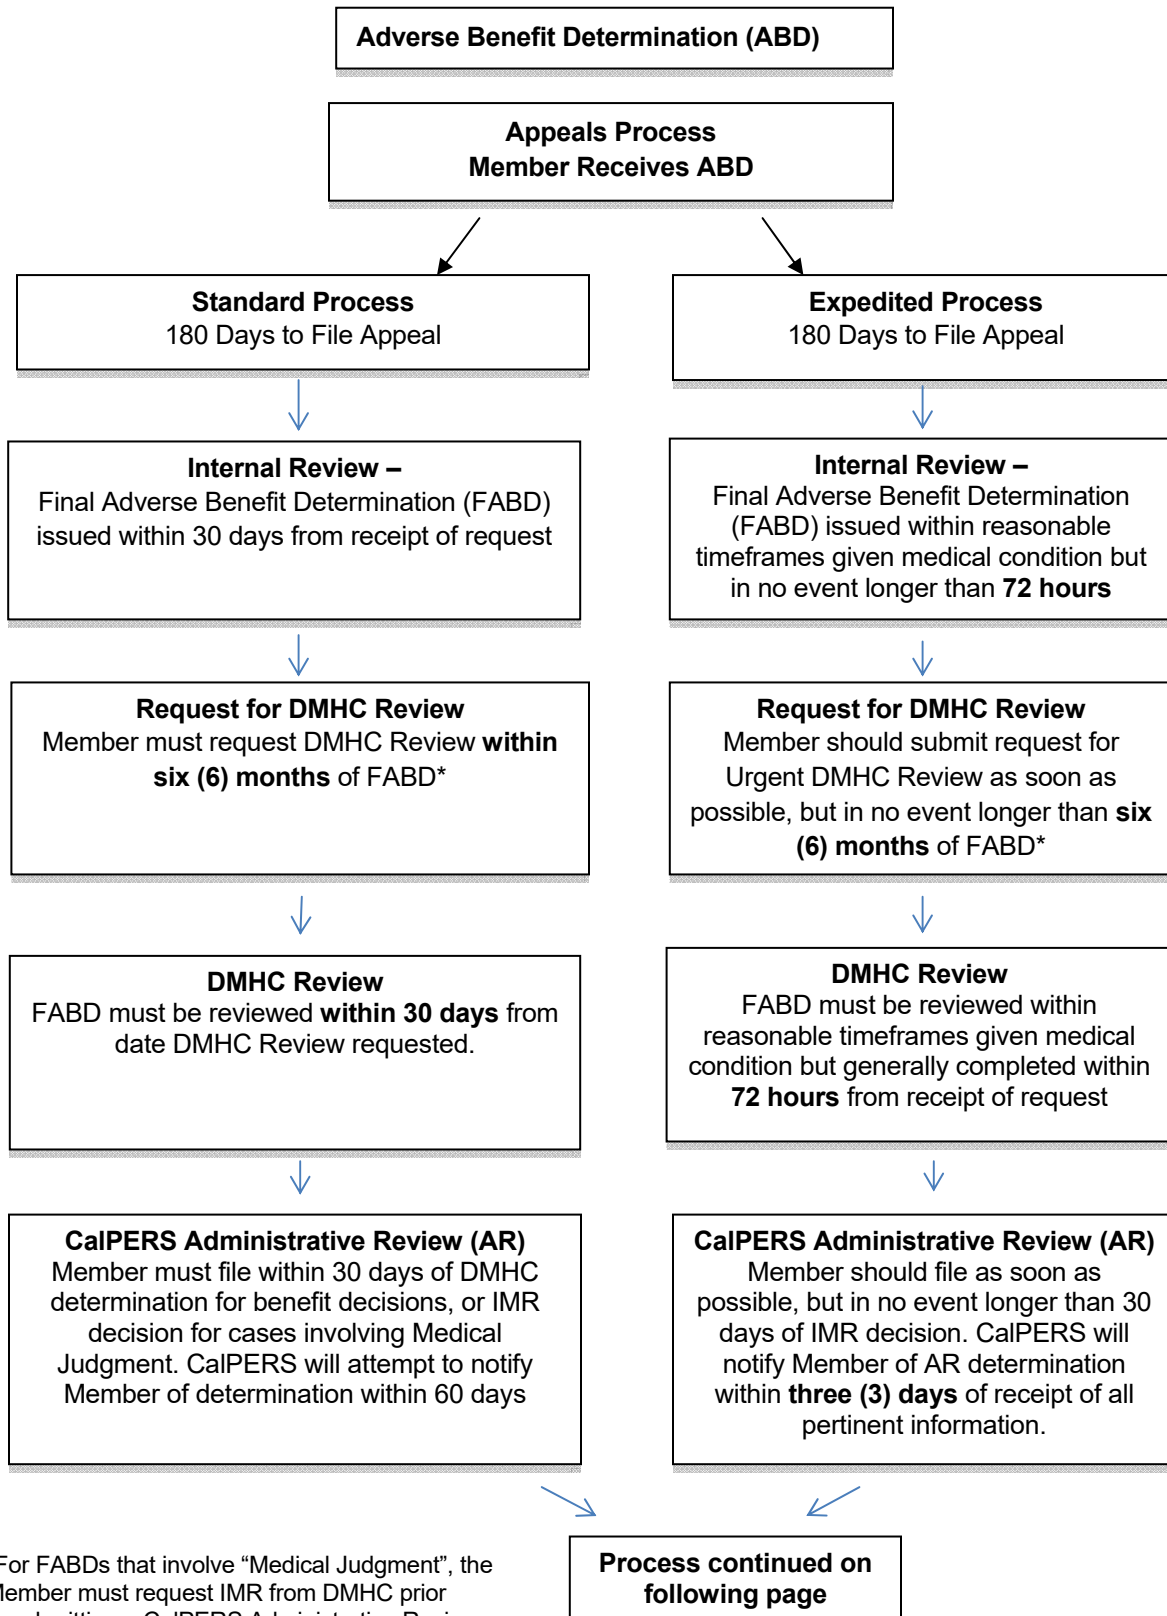 Adverse Benefit Determination (ABD)
Appeals Process
Member Receives ABD
Standard Process
180 Days to File Appeal
Expedited Process
180 Days to File Appeal
Internal Review –
Final Adverse Benefit Determination (FABD)
issued within 30 days from receipt of request
Internal Review –
Final Adverse Benefit Determination
(FABD) issued within reasonable
timeframes given medical condition but
in no event longer than 72 hours
Request for DMHC Review
Member must request DMHC Review within
six (6) months of FABD*
Request for DMHC Review
Member should submit request for
Urgent DMHC Review as soon as
possible, but in no event longer than six
(6) months of FABD*
DMHC Review
FABD must be reviewed within 30 days from
date DMHC Review requested.
DMHC Review
FABD must be reviewed within
reasonable timeframes given medical
condition but generally completed within
72 hours from receipt of request
CalPERS Administrative Review (AR)
Member must file within 30 days of DMHC
determination for benefit decisions, or IMR
decision for cases involving Medical
Judgment. CalPERS will attempt to notify
Member of determination within 60 days
CalPERS Administrative Review (AR)
Member should file as soon as
possible, but in no event longer than 30
days of IMR decision. CalPERS will
notify Member of AR determination
within three (3) days of receipt of all
pertinent information.
For FABDs that involve “Medical Judgment”, the
Member must request IMR from DMHC prior
CalPERS Administrative
Process continued on
following page